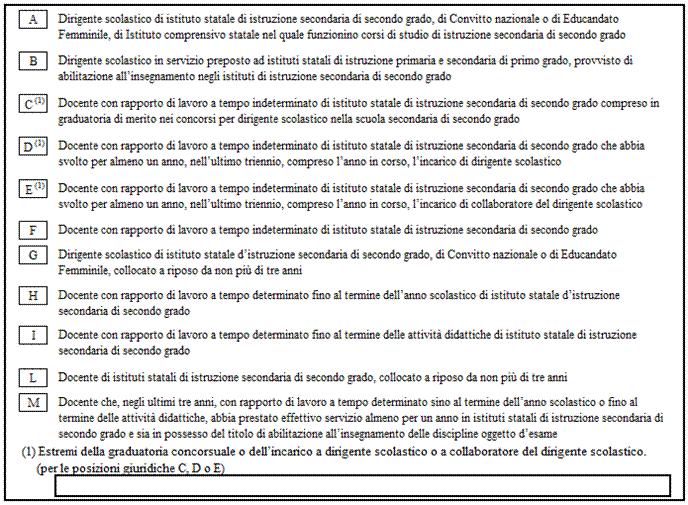 A Dirigente scolastico di istituto statale di istruzione secondaria di secondo grado, di Convitto nazionale o di Educandato
Femminile, di Istituto comprensivo statale nel quale funzionino corsi di studio di istruzione secondaria di secondo grado
B Dirigente scolastico in servizio preposto ad istituti statali di istruzione primaria e secondaria di primo grado, provvisto di
abilitazione all’insegnamento negli istituti di istruzione secondaria di secondo grado
C (1) Docente con rapporto di lavoro a tempo indeterminato di istituto statale di istruzione secondaria di secondo grado compreso in
graduatoria di merito nei concorsi per dirigente scolastico nella scuola secondaria di secondo grado
D (1) Docente con rapporto di lavoro a tempo indeterminato di istituto statale di istruzione secondaria di secondo grado che abbia
svolto per almeno un anno, nell’ultimo triennio, compreso l’anno in corso, l’incarico di dirigente scolastico
E (1) Docente con rapporto di lavoro a tempo indeterminato di istituto statale di istruzione secondaria di secondo grado che abbia
svolto per almeno un anno, nell’ultimo triennio, compreso l’anno in corso, l’incarico di collaboratore del dirigente scolastico
F Docente con rapporto di lavoro a tempo indeterminato di istituto statale di istruzione secondaria di secondo grado
G Dirigente scolastico di istituto statale d’istruzione secondaria di secondo grado, di Convitto nazionale o di Educandato
Femminile, collocato a riposo da non più di tre anni
H Docente con rapporto di lavoro a tempo determinato fino al termine dell’anno scolastico di istituto statale d’istruzione
secondaria di secondo grado
I Docente con rapporto di lavoro a tempo determinato fino al termine delle attività didattiche di istituto statale di istruzione
secondaria di secondo grado
L Docente di istituti statali di istruzione secondaria di secondo grado, collocato a riposo da non più di tre anni
M Docente che, negli ultimi tre anni, con rapporto di lavoro a tempo determinato sino al termine dell’anno scolastico o fino al
termine delle attività didattiche, abbia prestato effettivo servizio almeno per un anno in istituti statali di istruzione secondaria di
secondo grado e sia in possesso del titolo di abilitazione all’insegnamento delle discipline oggetto d’esame
(1) Estremi della graduatoria concorsuale o dell’incarico a dirigente scolastico o a collaboratore del dirigente scolastico.
(per le posizioni giuridiche C, D o E)